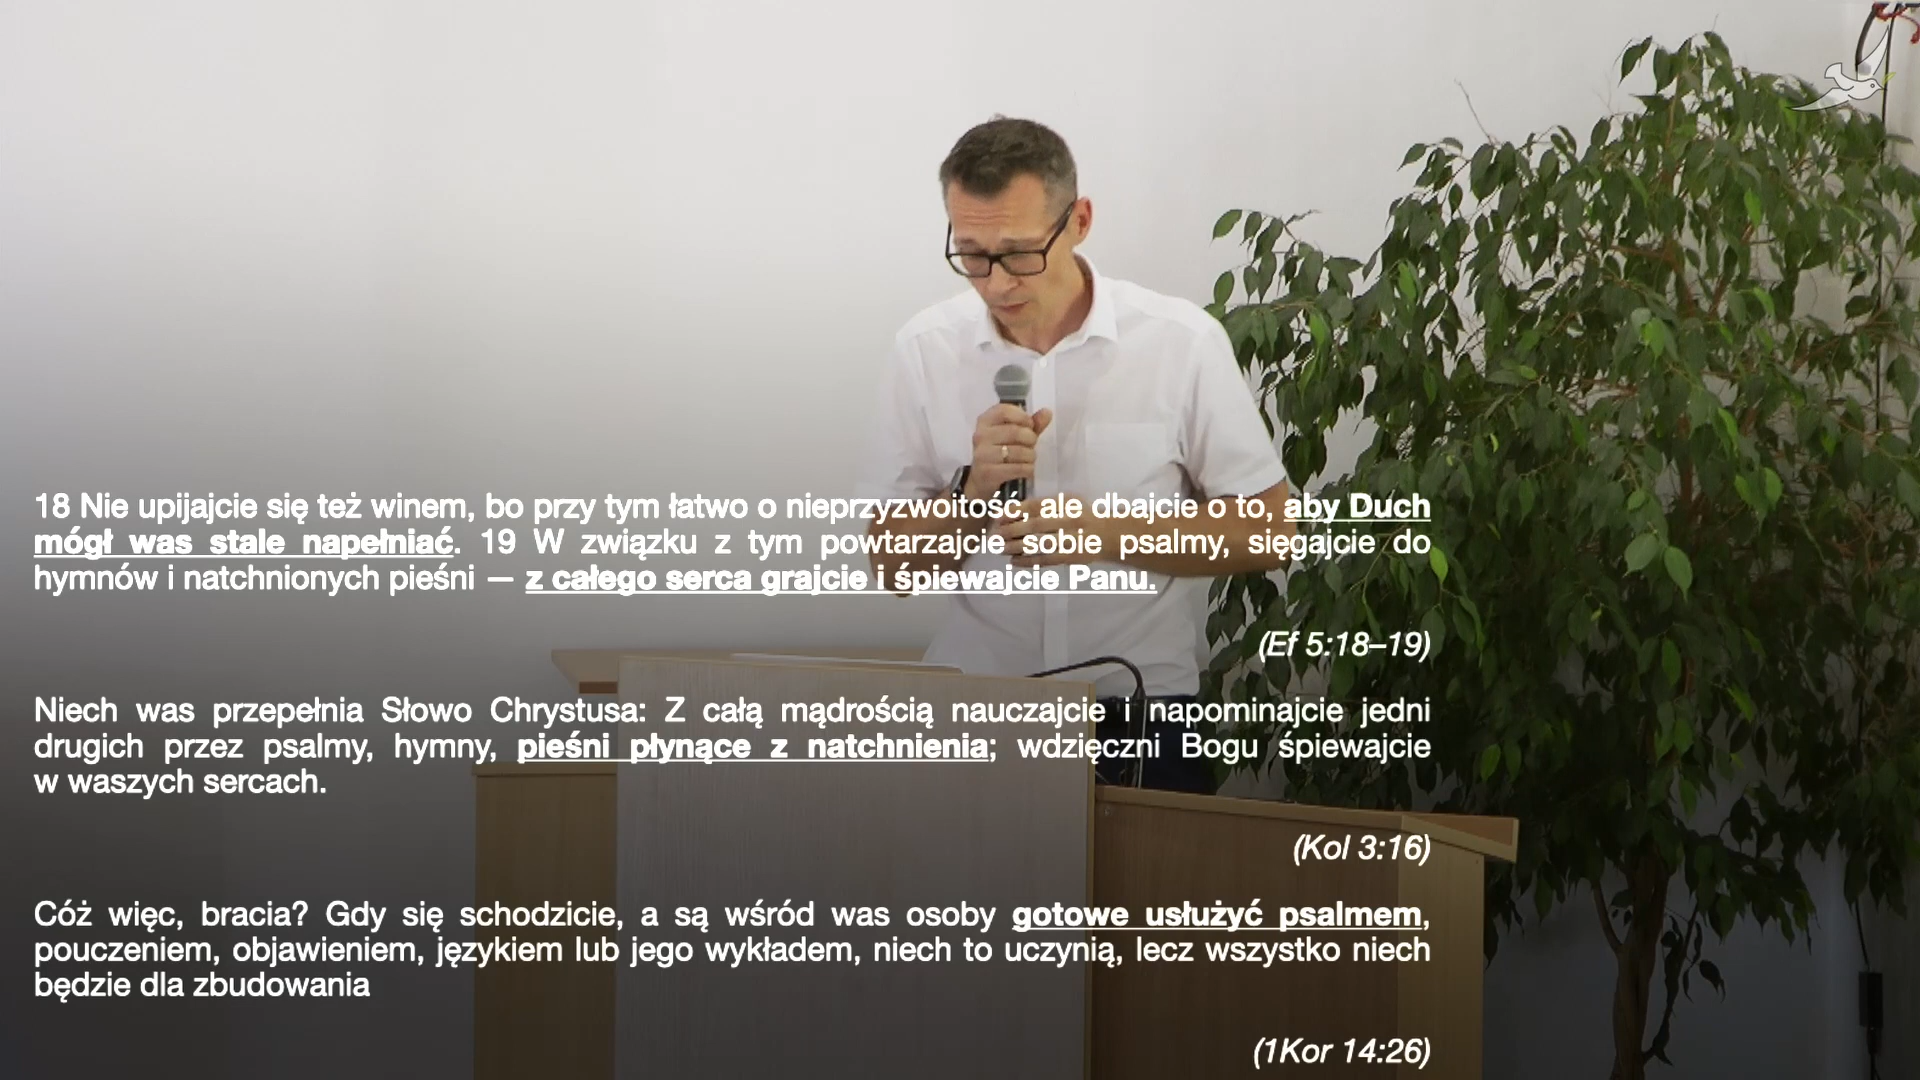 18 Nie upijajcie się też winem, bo przy tym łatwo o nieprzyzwoitość, ale dbajcie o to, aby Duch
mógł was stale napełniać. 19 W związku z tym powtarzajcie sobie psalmy, sięgajcie do
hymnów i natchnionych pieśni — z całego serca grajcie i śpiewajcie Panu.
(Ef 5:18–19)
Niech was przepełnia Słowo Chrystusa: Z całą mądrością nauczajcie i napominajcie jedni
drugich przez psalmy, hymny, pieśni płynące z natchnienia; wdzięczni Bogu śpiewajcie
w waszych sercach.
(Kol 3:16)
Cóż więc, bracia? Gdy się schodzicie, a są wśród was osoby gotowe usłużyć psalmem,
pouczeniem, objawieniem, językiem lub jego wykładem, niech to uczynią, lecz wszystko niech
będzie dla zbudowania
(1Kor 14:26)